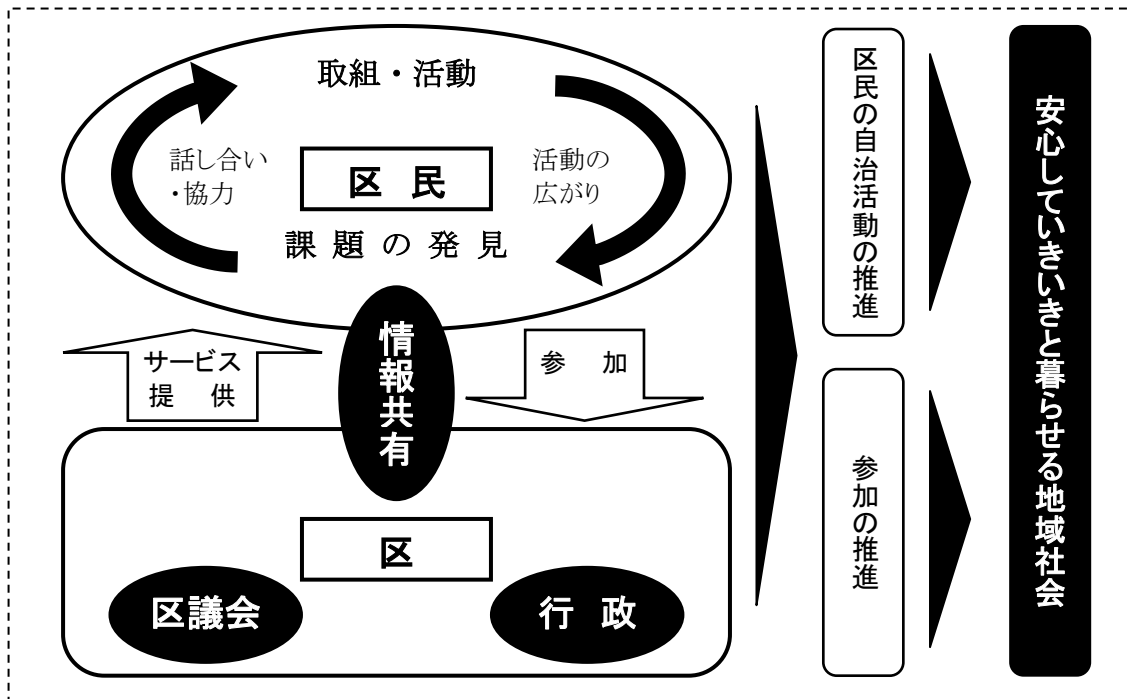 取組・活動
話し合い
・協力
区 民
活動の
広がり
課 題 の 発 見
情報共有
サービス
提 供
参 加
区
区議会
行 政
区民の自治活動の推進
参加の推進
安心していきいきと暮らせる地域社会